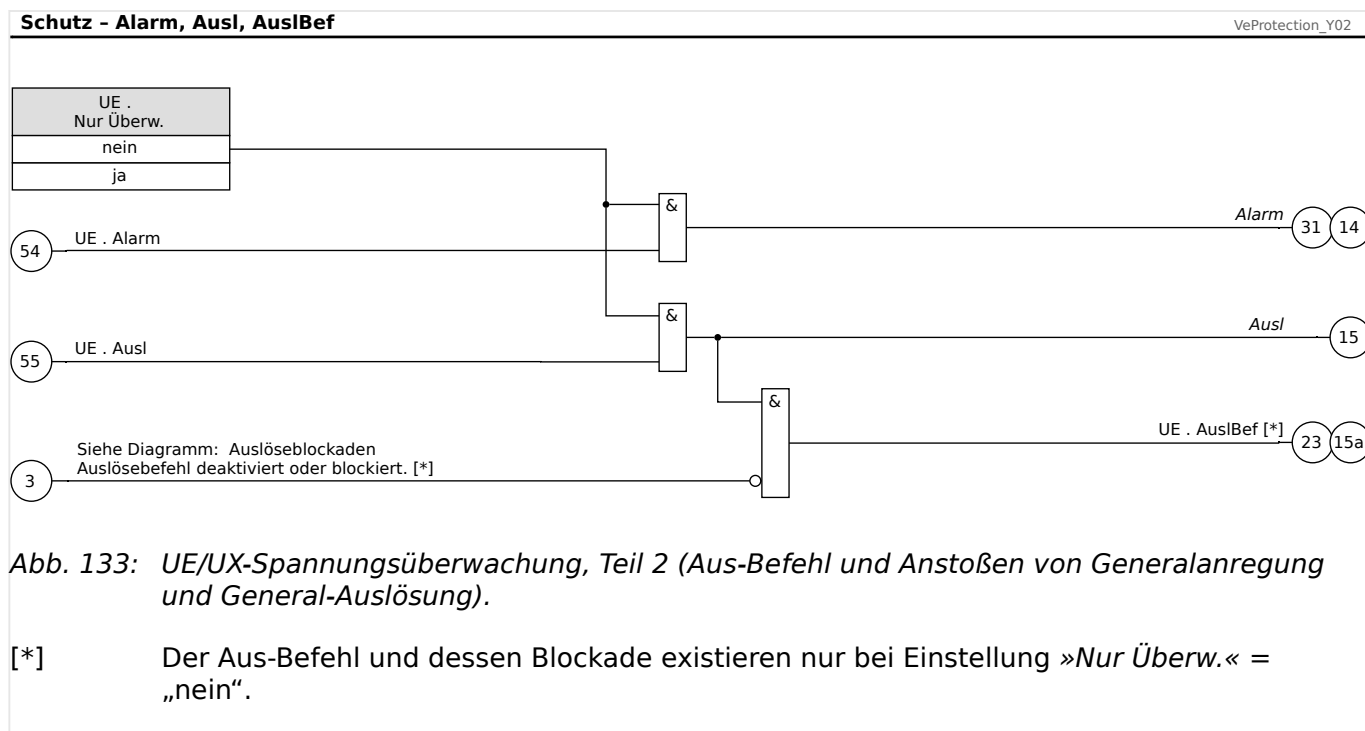 Schutz – Alarm, Ausl, AuslBef
VeProtection_Y02
UE .
Nur Überw.
nein
ja
&
Alarm
31
14
54
UE . Alarm
&
Ausl
15
55
UE . Ausl
&
UE . AuslBef [*]
23
15a
Siehe Diagramm: Auslöseblockaden
Auslösebefehl deaktiviert oder blockiert. [*]
3
Abb. 133: UE/UX-Spannungsüberwachung, Teil 2 (Aus-Befehl und Anstoßen von Generalanregung
und General-Auslösung).
[*] Der Aus-Befehl und dessen Blockade existieren nur bei Einstellung »Nur Überw.« =
„nein“.